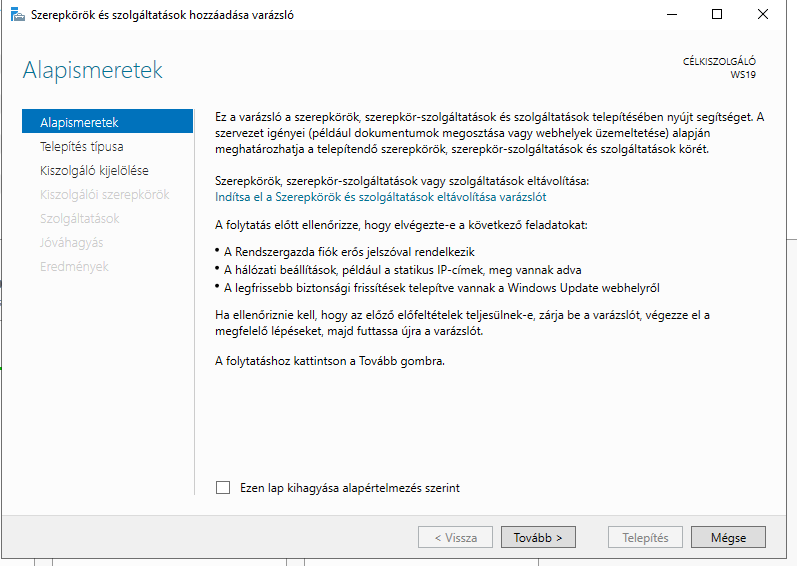 Szerepkörök és szolgáltatások hozzáadása varázsló
Alapismeretek
CÉLKISZOLGÁLÓ
WS19
Alapismeretek
Telepítés típusa
Kiszolgáló kijelölése
Kiszolgálói szerepkörök
Szolgáltatások
Jóváhagyás
Eredmények
Ez a varázsló a szerepkörök, szerepkör-szolgáltatások és szolgáltatások telepítésében nyújt segítséget. A
szervezet igényei (például dokumentumok megosztása vagy webhelyek üzemeltetése) alapján
meghatározhatja a telepítendő szerepkörök, szerepkör-szolgáltatások és szolgáltatások körét.
Szerepkörök, szerepkör-szolgáltatások vagy szolgáltatások eltávolítása:
Indítsa el a Szerepkörök és szolgáltatások eltávolítása varázslót
A folytatás előtt ellenőrizze, hogy elvégezte-e a következő feladatokat:
• A Rendszergazda fiók erős jelszóval rendelkezik
• A hálózati beállítások, például a statikus IP-címek, meg vannak adva
• A legfrissebb biztonsági frissítések telepítve vannak a Windows Update webhelyről
Ha ellenőriznie kell, hogy az előző előfeltételek teljesülnek-e, zárja be a varázslót, végezze el a
megfelelő lépéseket, majd futtassa újra a varázslót.
A folytatáshoz kattintson a Tovább gombra.
Ezen lap kihagyása alapértelmezés szerint
< Vissza
Tovább >
Telepítés
Mégse